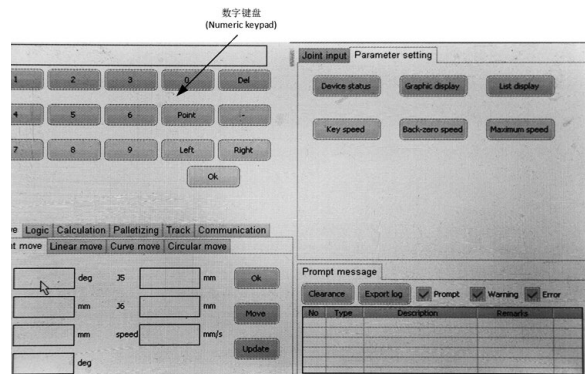 数字键盘
(Numeric keypad)
1 2 3 0 Del
4 5 6 Point -
7 8 9 Left Right
Ok
Logic Calculation Palletizing Track Communication
move Linear move Curve move Circular move
deg J5 mm Ok
mm J6 mm Move
mm speed mm/s
Update
deg
Joint input Parameter setting
Device status Graphic display List display
Key speed Back-zero speed Maximum speed
Prompt message
Clearance Export log Prompt Warning Error
No Type Description Remarks